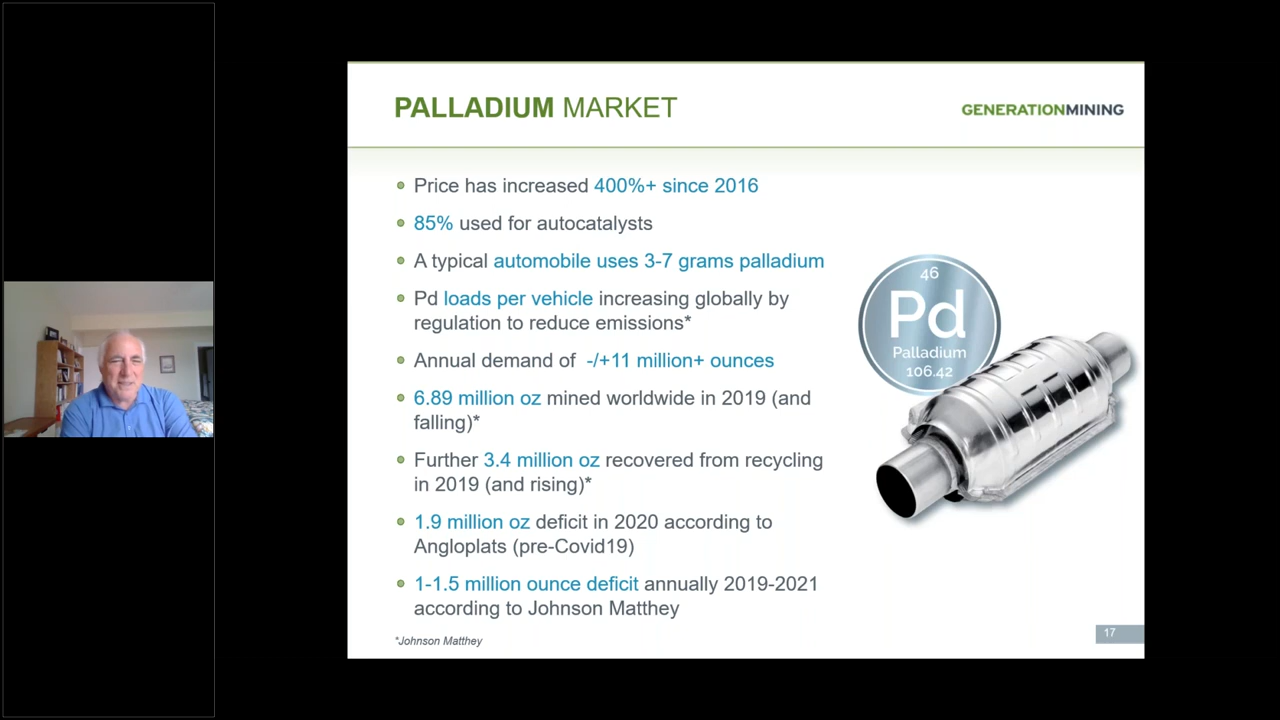 PALLADIUM MARKET
GENERATIONMINING
Price has increased 400%+ since 2016
85% used for autocatalysts
A typical automobile uses 3-7 grams palladium
Pd loads per vehicle increasing globally by
regulation to reduce emissions*
Annual demand of -/+11 million+ ounces
6.89 million oz mined worldwide in 2019 (and
falling)*
Further 3.4 million oz recovered from recycling
in 2019 (and rising)*
1.9 million oz deficit in 2020 according to
Angloplats (pre-Covid19)
1-1.5 million ounce deficit annually 2019-2021
according to Johnson Matthey
46
Pd
Palladium
106.42
*Johnson Matthey
17